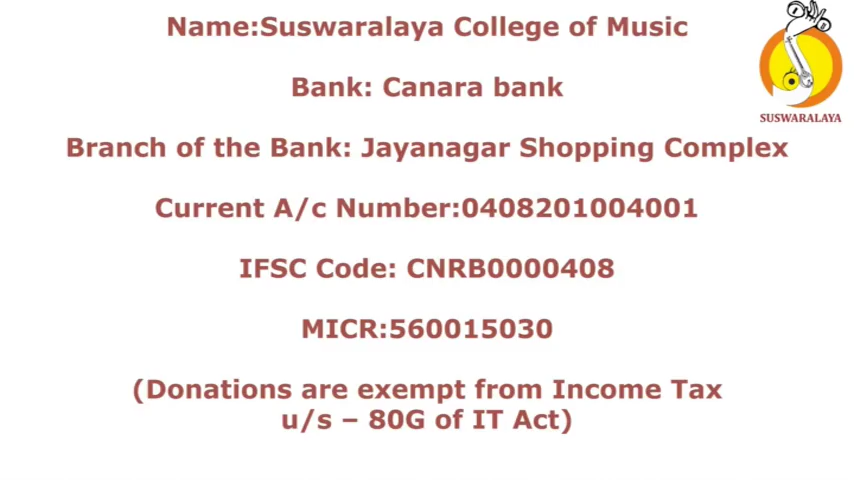 Name:Suswaralaya College of Music
Bank: Canara bank
SUSWARALAYA
Branch of the Bank: Jayanagar Shopping Complex
Current A/c Number:0408201004001
IFSC Code: CNRB0000408
MICR:560015030
(Donations are exempt from Income Tax
u/s – 80G of IT Act)